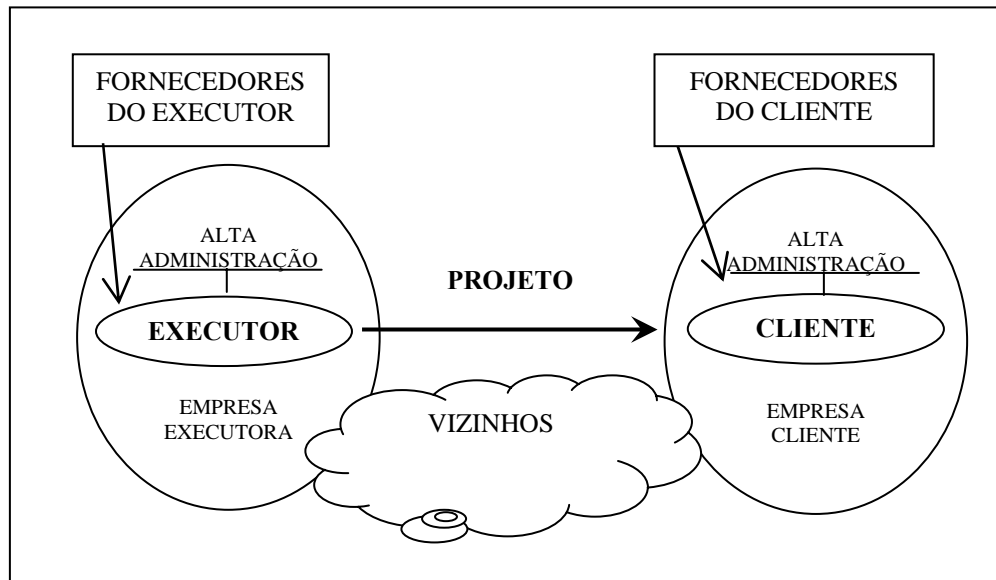 FORNECEDORES
DO EXECUTOR
FORNECEDORES
DO CLIENTE
ALTA
ADMINISTRAÇÃO
ALTA
ADMINISTRAÇÃO
PROJETO
EXECUTOR
CLIENTE
EMPRESA
EXECUTORA
VIZINHOS
EMPRESA
CLIENTE